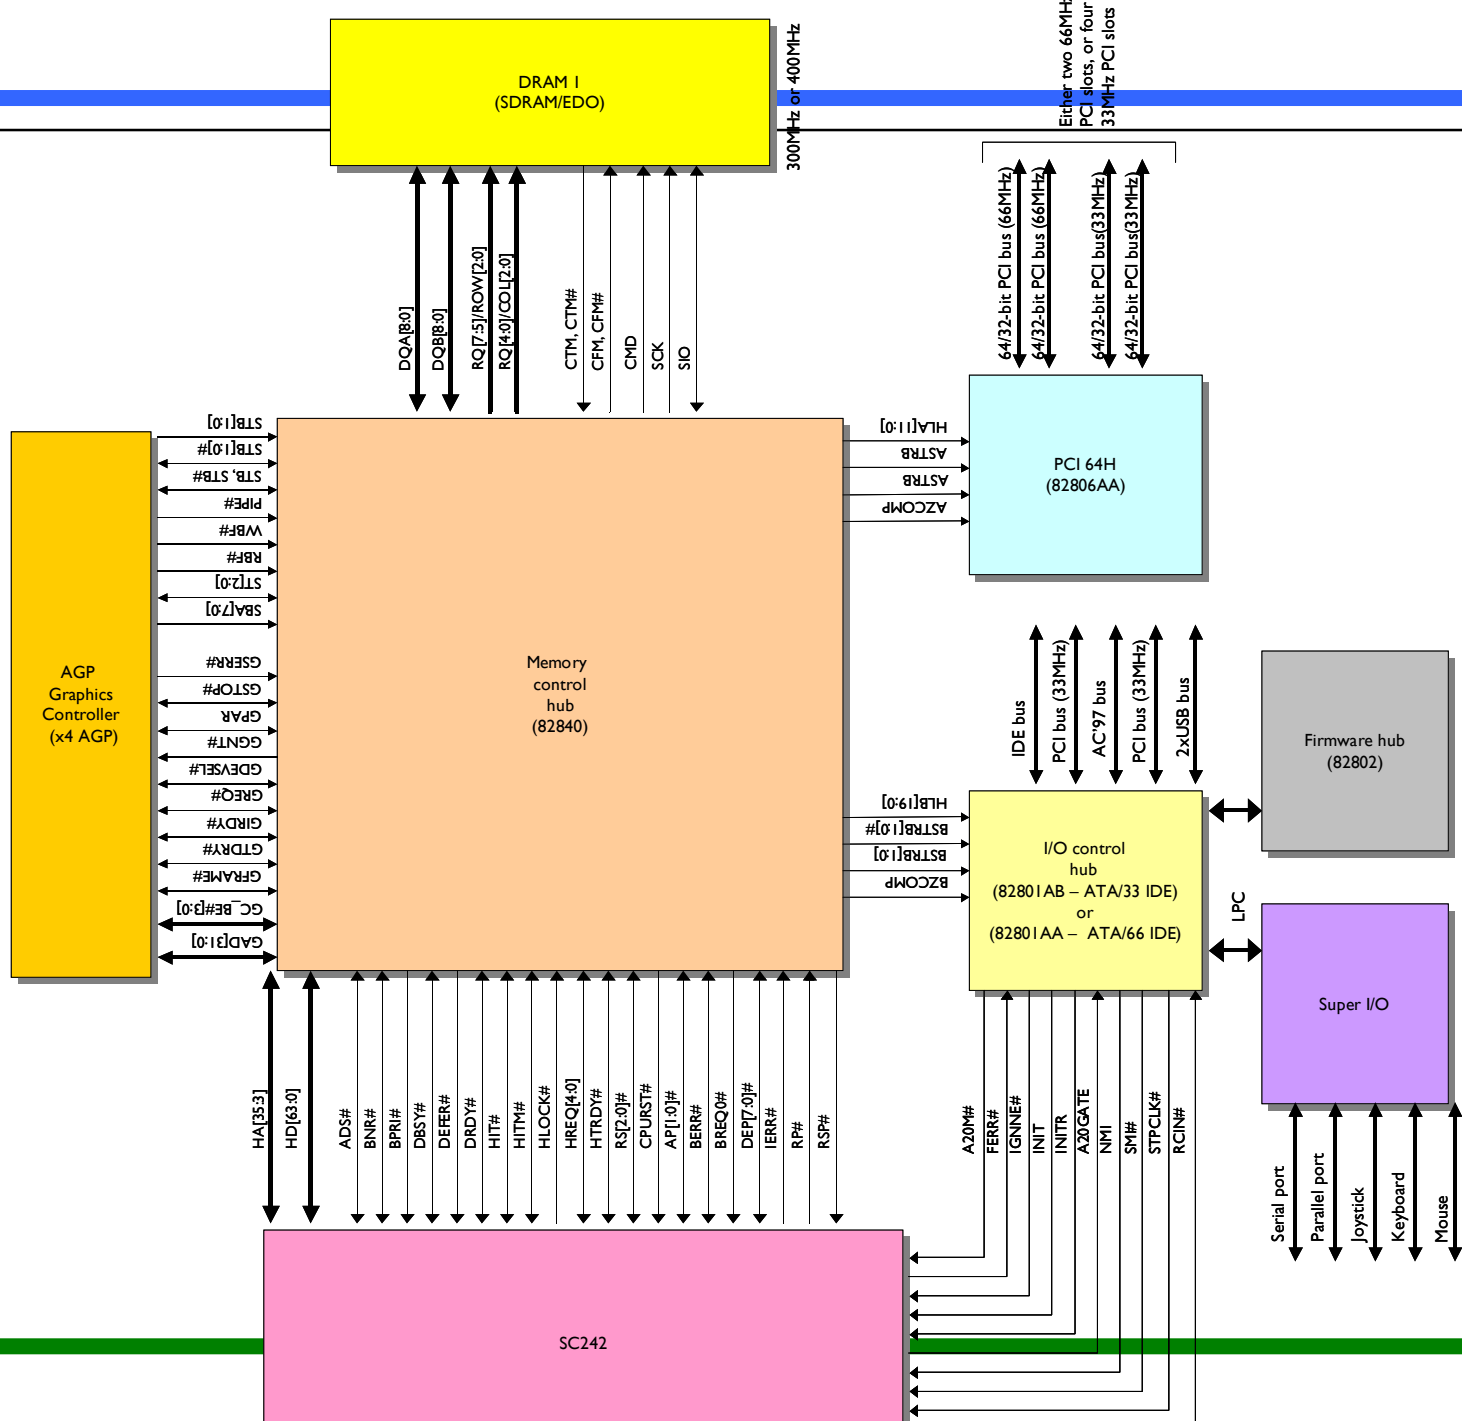 DRAM 1
(SDRAM/EDO)
300MHz or 400MHz
Either two 66MHz
PCI slots, or four
33MHz PCI slots
DQA[8:0]
DQB[8:0]
RQ[7:5]/ROW[2:0]
RQ[4:0]/COL[2:0]
CTM, CTM#
CFM, CFM#
CMD
SCK
SIO
64/32-bit PCI bus (66MHz)
64/32-bit PCI bus (66MHz)
64/32-bit PCI bus(33MHz)
64/32-bit PCI bus(33MHz)
STB[1:0]
STB[1:0]#
STB, STB#
PIPE#
WBF#
RBF#
ST[2:0]
SBA[7:0]
GSERR#
GSTOP#
GPAR
GGNT#
GDEVSEL#
GREQ#
GIRDY#
GTDRY#
GFRAME#
GC_BE#[3:0]
GAD[31:0]
AGP
Graphics
Controller
(x4 AGP)
Memory
control
hub
(82840)
HLA[11:0]
ASTRB
ASTRB
AZCOMP
PCI 64H
(82806AA)
IDE bus
PCI bus (33MHz)
AC'97 bus
PCI bus (33MHz)
2xUSB bus
Firmware hub
(82802)
HLB[19:0]
BSTRB[1:0]#
BSTRB[1:0]
BZCOMP
I/O control
hub
(82801AB – ATA/33 IDE)
or
(82801AA – ATA/66 IDE)
LPC
Super I/O
HA[35:3]
HD[63:0]
ADS#
BNR#
BPRI#
DBSY#
DEFER#
DRDY#
HIT#
HITM#
HLOCK#
HREQ[4:0]
HTRDY#
RS[2:0]#
CPURST#
AP[1:0]#
BERR#
BREQ0#
DEP[7:0]#
IERR#
RP#
RSP#
A20M#
FERR#
IGNNE#
INIT
INITR
A20GATE
NMI
SMI#
STPCLK#
RCIN#
Serial port
Parallel port
Joystick
Keyboard
Mouse
SC242